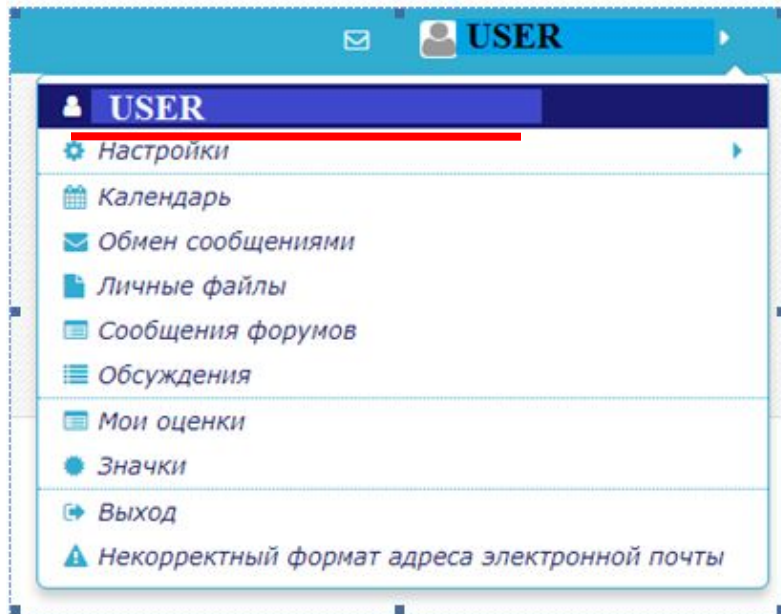 USER
USER
Настройки
Календарь
Обмен сообщениями
Личные файлы
Сообщения форумов
Обсуждения
Мои оценки
Значки
Выход
Некорректный формат адреса электронной почты